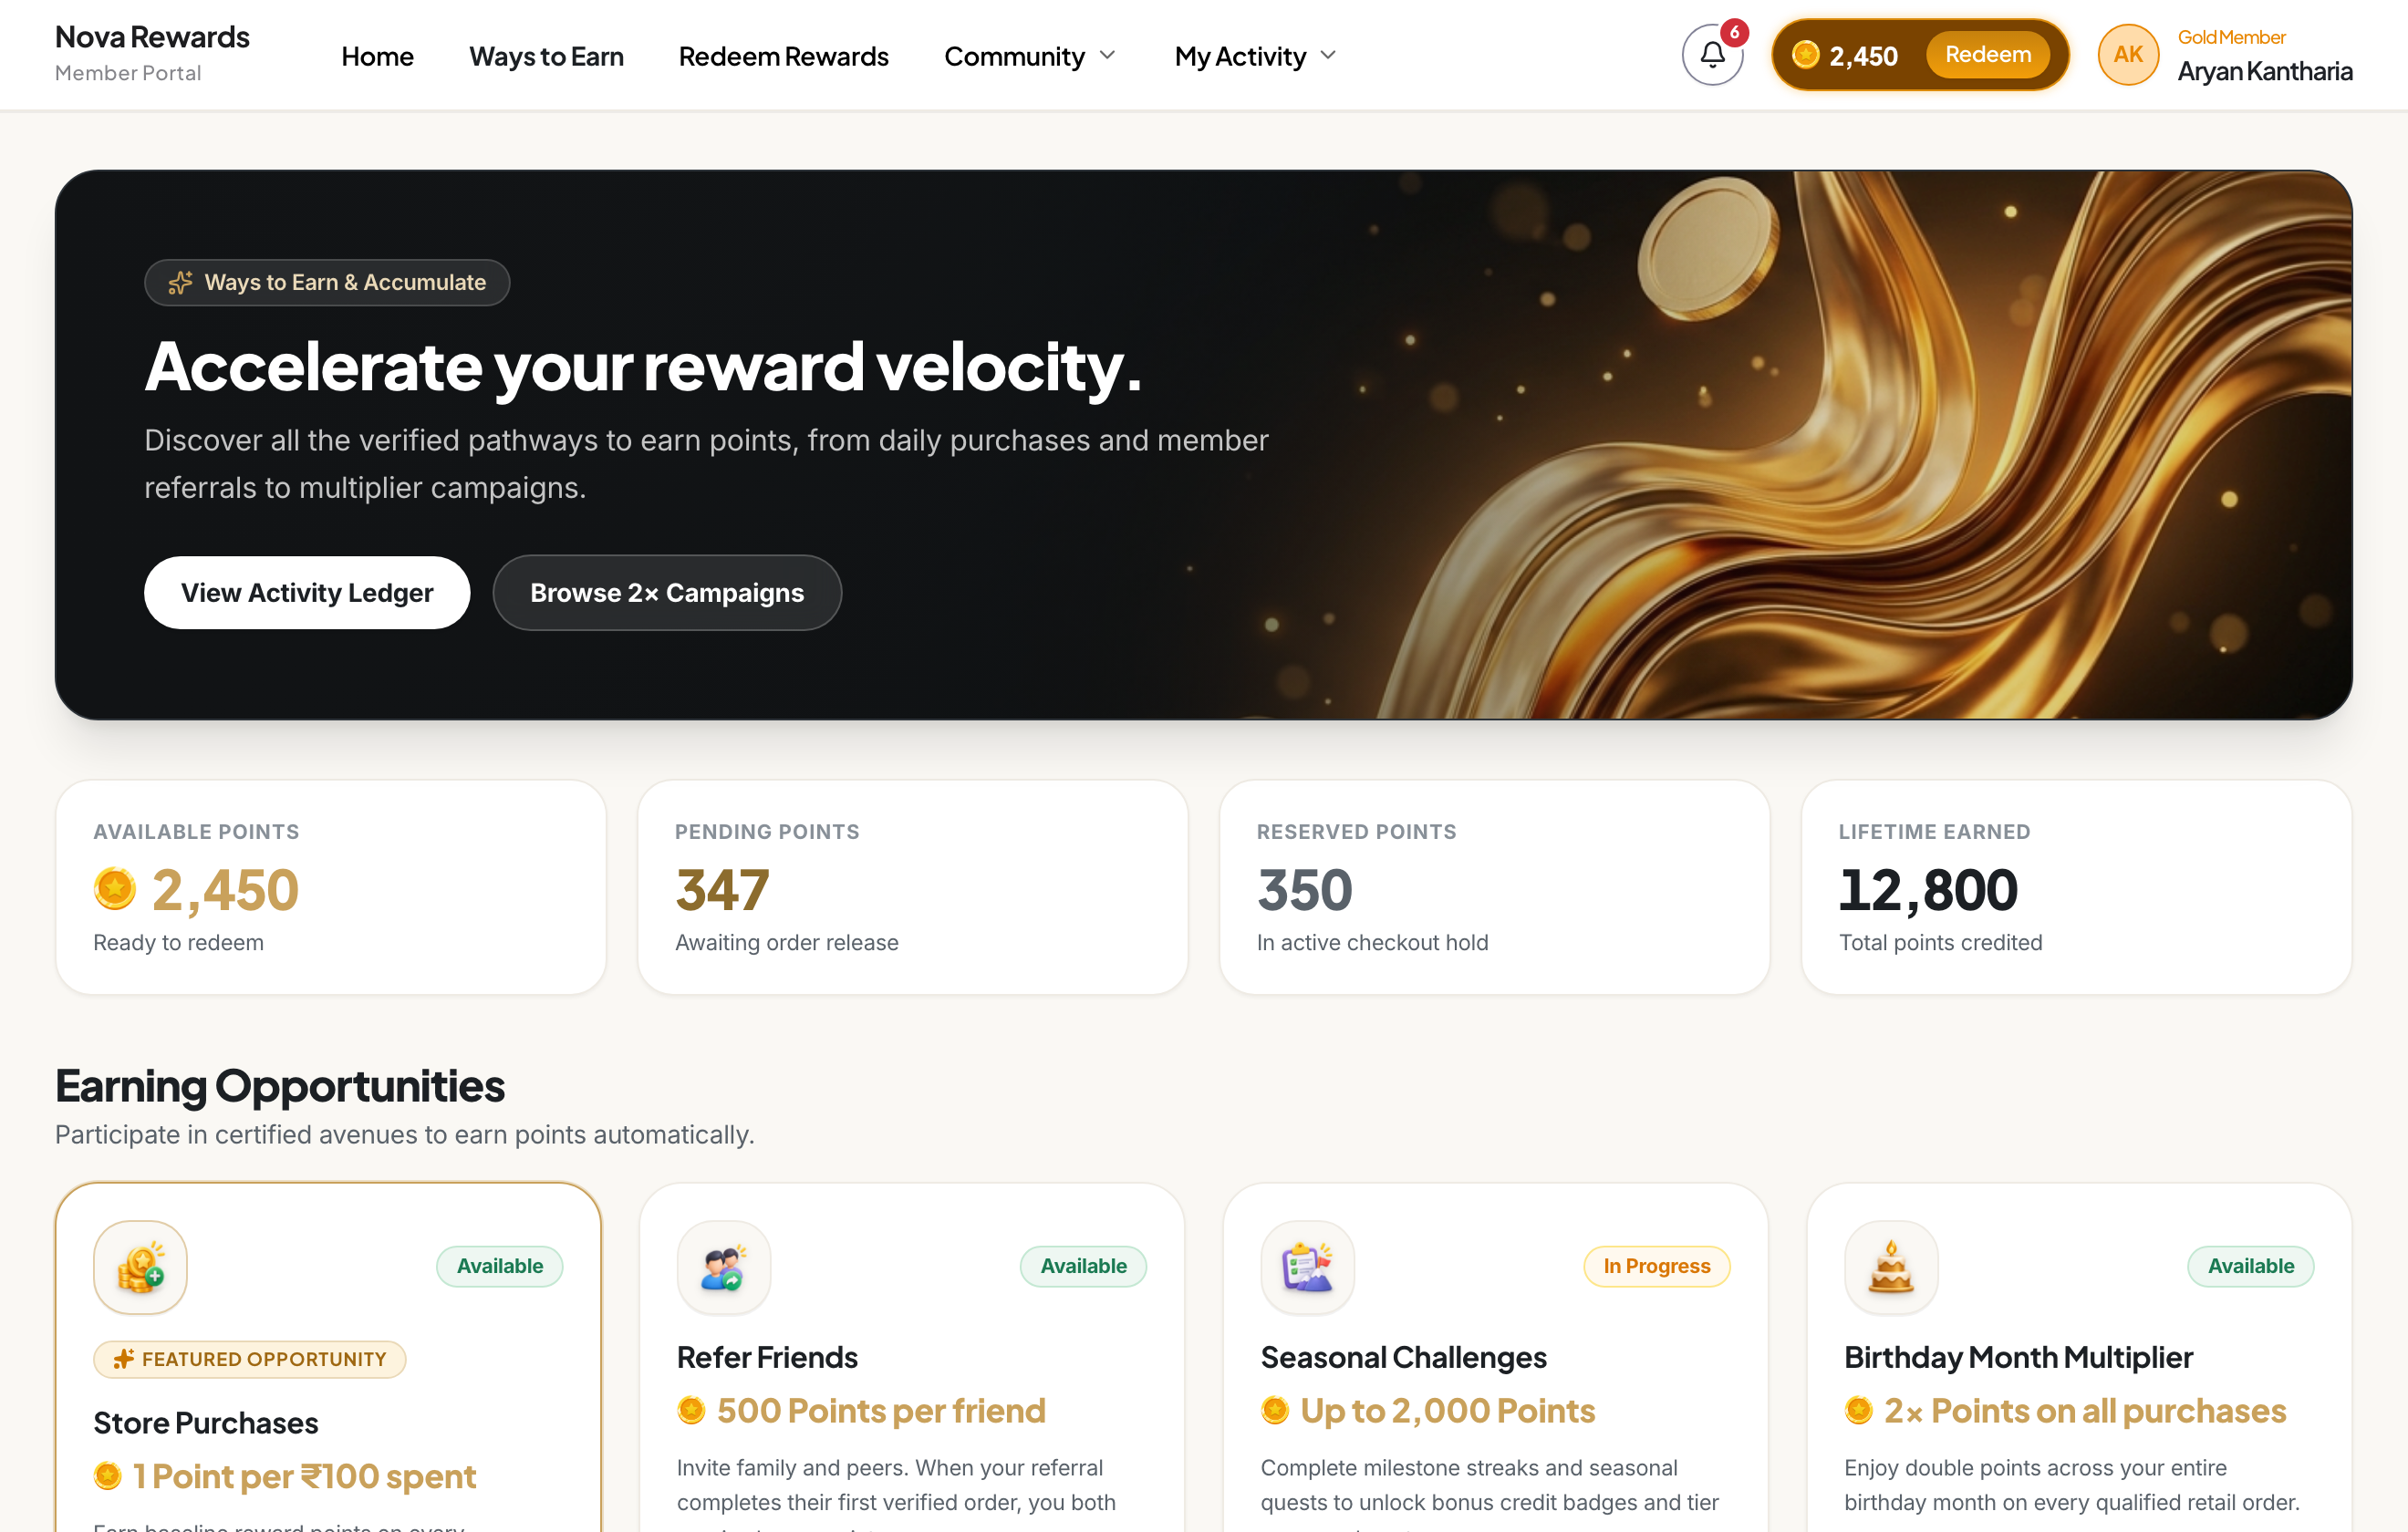 Nova Rewards
Member Portal
Home
Ways to Earn
Redeem Rewards
Community
My Activity
6
2,450
Redeem
AK
Gold Member
Aryan Kantharia
Ways to Earn & Accumulate
Accelerate your reward velocity.
Discover all the verified pathways to earn points, from daily purchases and member
referrals to multiplier campaigns.
View Activity Ledger
Browse 2× Campaigns
AVAILABLE POINTS
2,450
Ready to redeem
PENDING POINTS
347
Awaiting order release
RESERVED POINTS
350
In active checkout hold
LIFETIME EARNED
12,800
Total points credited
Earning Opportunities
Participate in certified avenues to earn points automatically.
Available
FEATURED OPPORTUNITY
Store Purchases
1 Point per ₹100 spent
Available
Refer Friends
500 Points per friend
Invite family and peers. When your referral
completes their first verified order, you both
In Progress
Seasonal Challenges
Up to 2,000 Points
Complete milestone streaks and seasonal
quests to unlock bonus credit badges and tier
Available
Birthday Month Multiplier
2× Points on all purchases
Enjoy double points across your entire
birthday month on every qualified retail order.